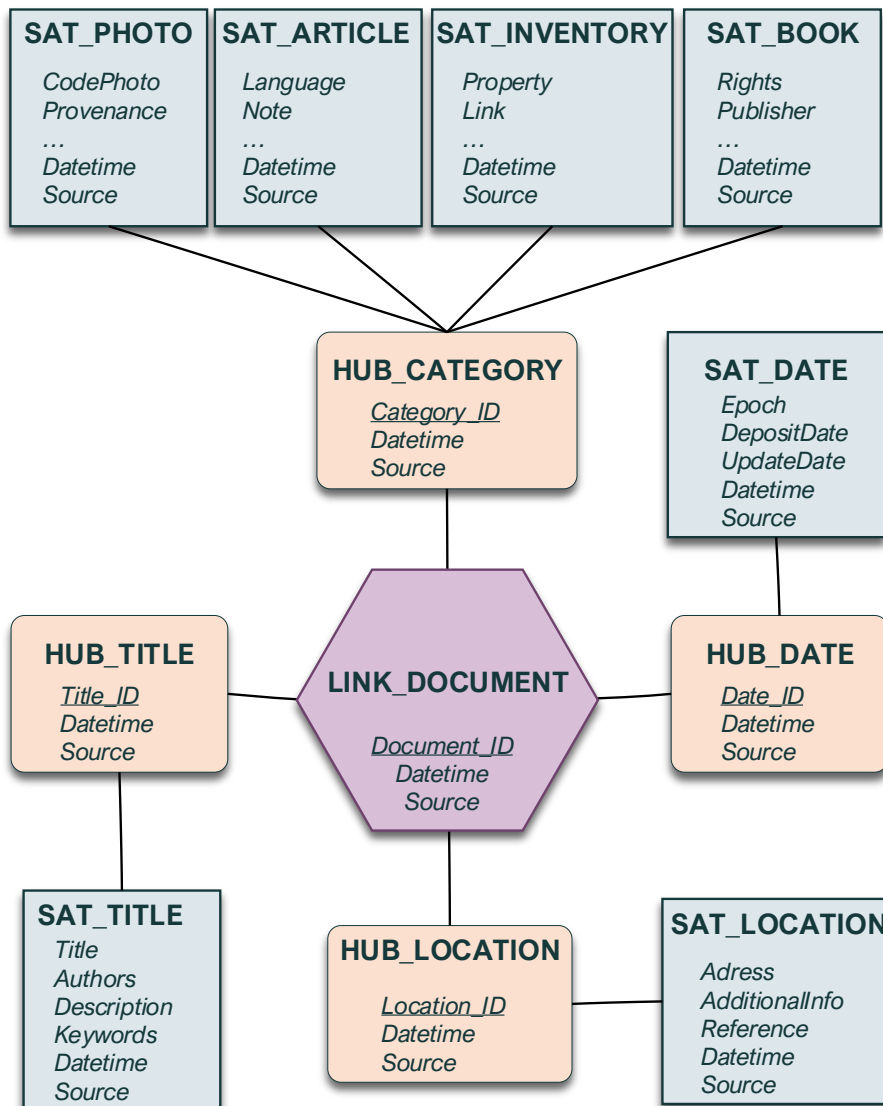 SAT_PHOTO
CodePhoto
Provenance
...
Datetime
Source
SAT_ARTICLE
Language
Note
...
Datetime
Source
SAT_INVENTORY
Property
Link
...
Datetime
Source
SAT_BOOK
Rights
Publisher
...
Datetime
Source
HUB_CATEGORY
Category_ID
Datetime
Source
SAT_DATE
Epoch
DepositDate
UpdateDate
Datetime
Source
HUB_TITLE
Title_ID
Datetime
Source
LINK_DOCUMENT
Document_ID
Datetime
Source
HUB_DATE
Date_ID
Datetime
Source
SAT_TITLE
Title
Authors
Description
Keywords
Datetime
Source
HUB_LOCATION
Location_ID
Datetime
Source
SAT_LOCATION
Adress
AdditionalInfo
Reference
Datetime
Source